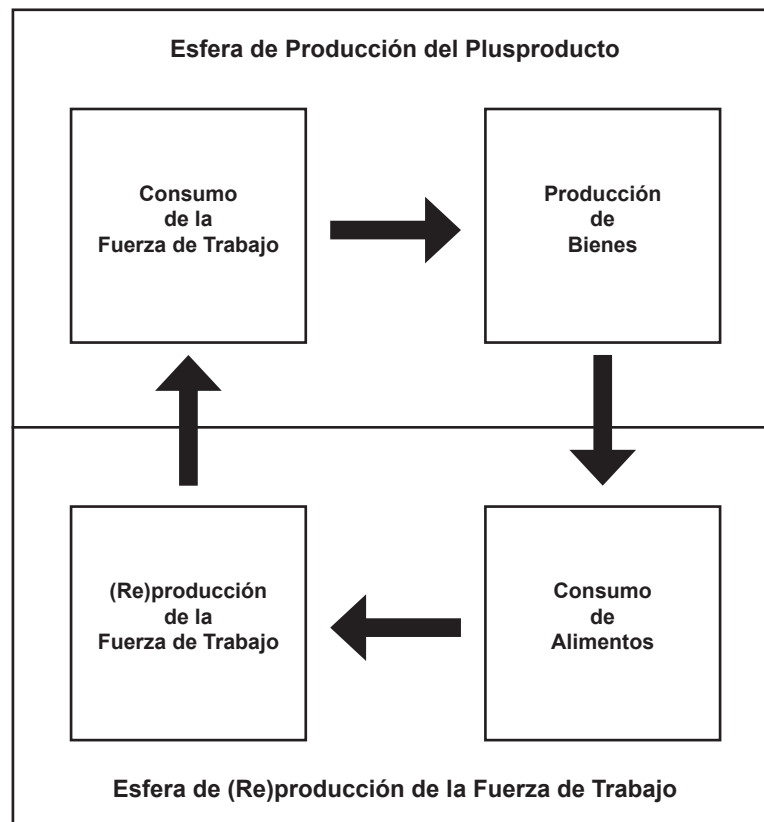 Esfera de Producción del Plusproducto
Consumo
de la
Fuerza de Trabajo
Producción
de
Bienes
(Re)producción
de la
Fuerza de Trabajo
Consumo
de
Alimentos
Esfera de (Re)producción de la Fuerza de Trabajo